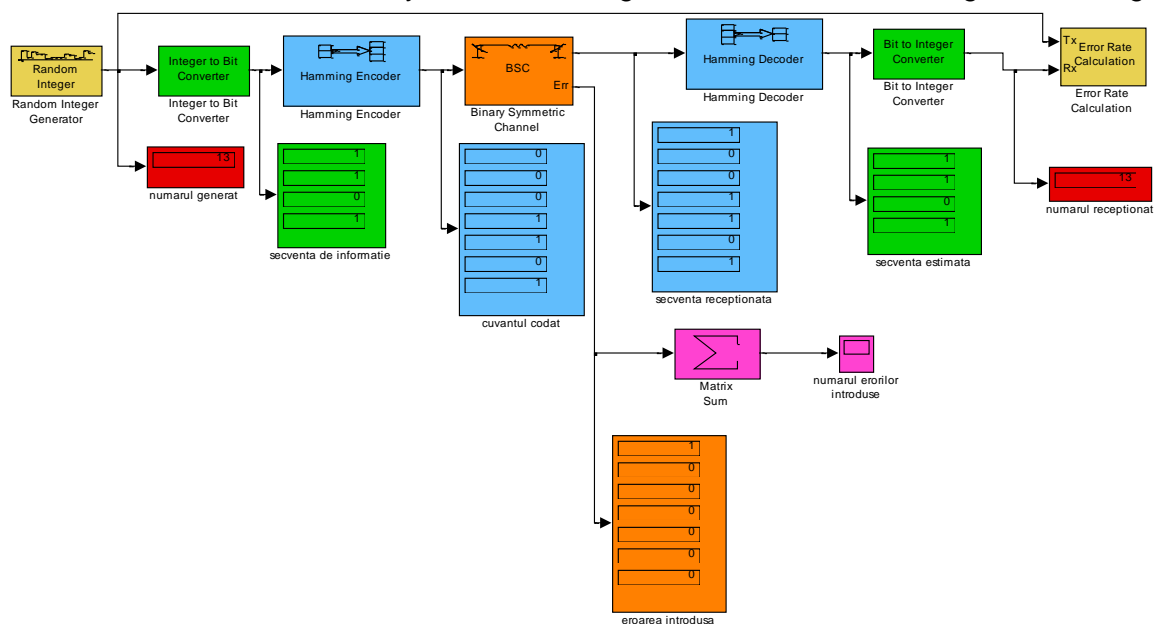 Random
Integer
Random Integer
Generator
Integer to Bit
Converter
Integer to Bit
Converter
Hamming Encoder
Hamming Encoder
BSC
Err
Binary Symmetric
Channel
Hamming Decoder
Hamming Decoder
Bit to Integer
Converter
Bit to Integer
Converter
Tx
Rx
Error Rate
Calculation
Error Rate
Calculation
13
numarul generat
1
1
0
1
secventa de informatie
0
0
0
1
1
0
1
cuvantul codat
1
0
0
1
1
0
1
secventa receptionata
1
1
0
1
secventa estimata
13
numarul receptionat
Matrix
Sum
numarul erorilor
introduse
1
0
0
0
0
0
0
eroarea introdusa